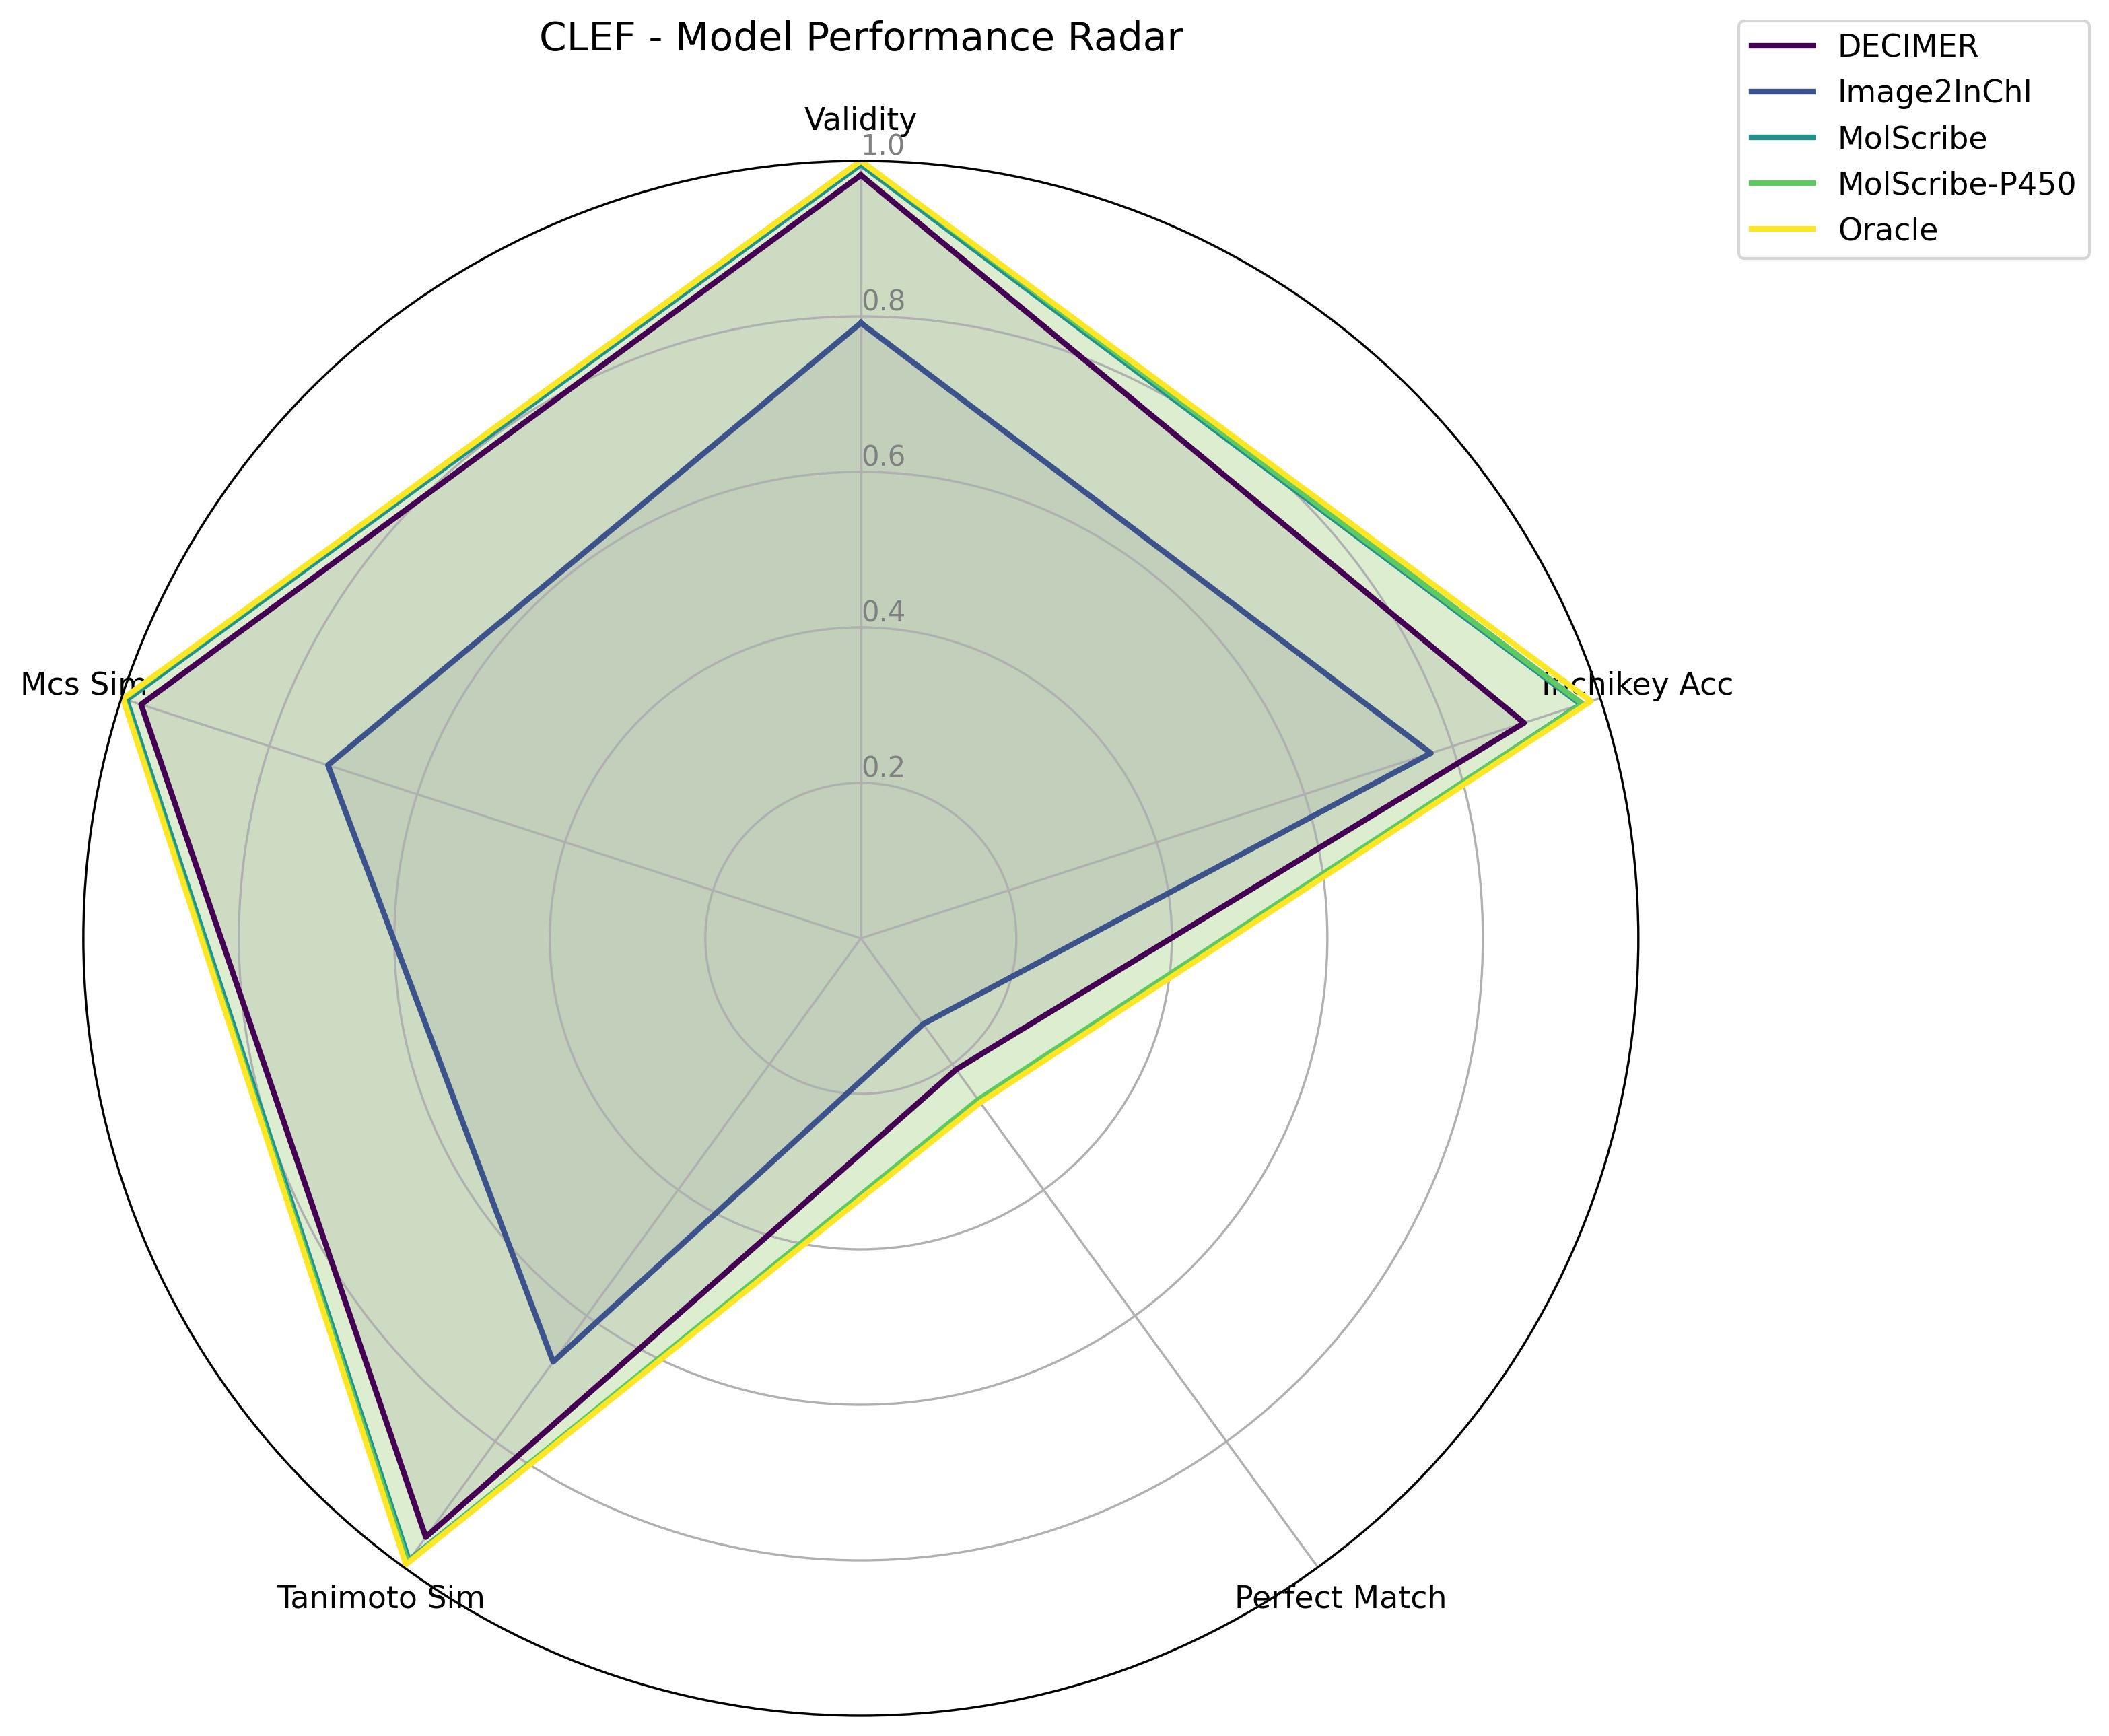 CLEF - Model Performance Radar
DECIMER
Image2InChI
MolScribe
MolScribe-P450
Oracle
Validity
1.0
0.8
0.6
0.4
0.2
Mcs Sim
Inchikey Acc
Tanimoto Sim
Perfect Match